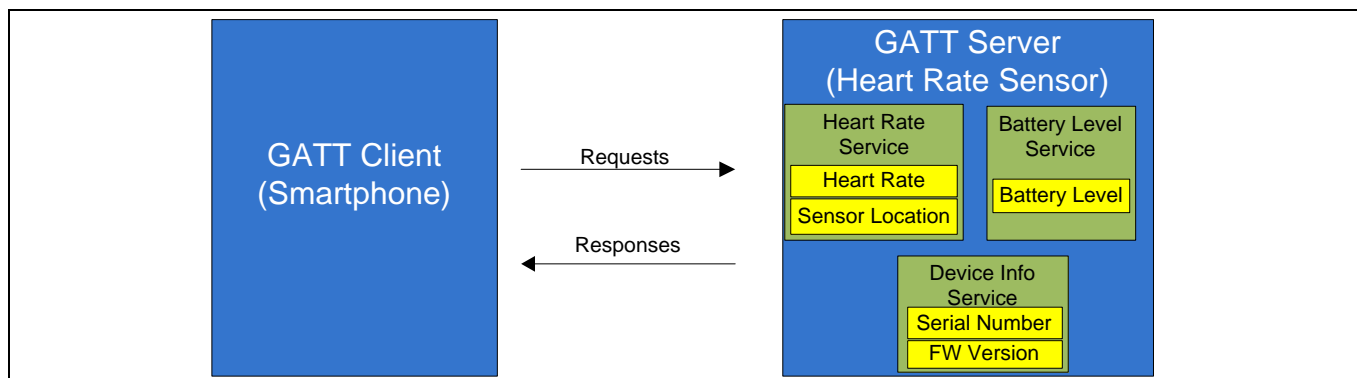 GATT Client
(Smartphone)
Requests
Responses
GATT Server
(Heart Rate Sensor)
Heart Rate
Service
Heart Rate
Sensor Location
Battery Level
Service
Battery Level
Device Info
Service
Serial Number
FW Version